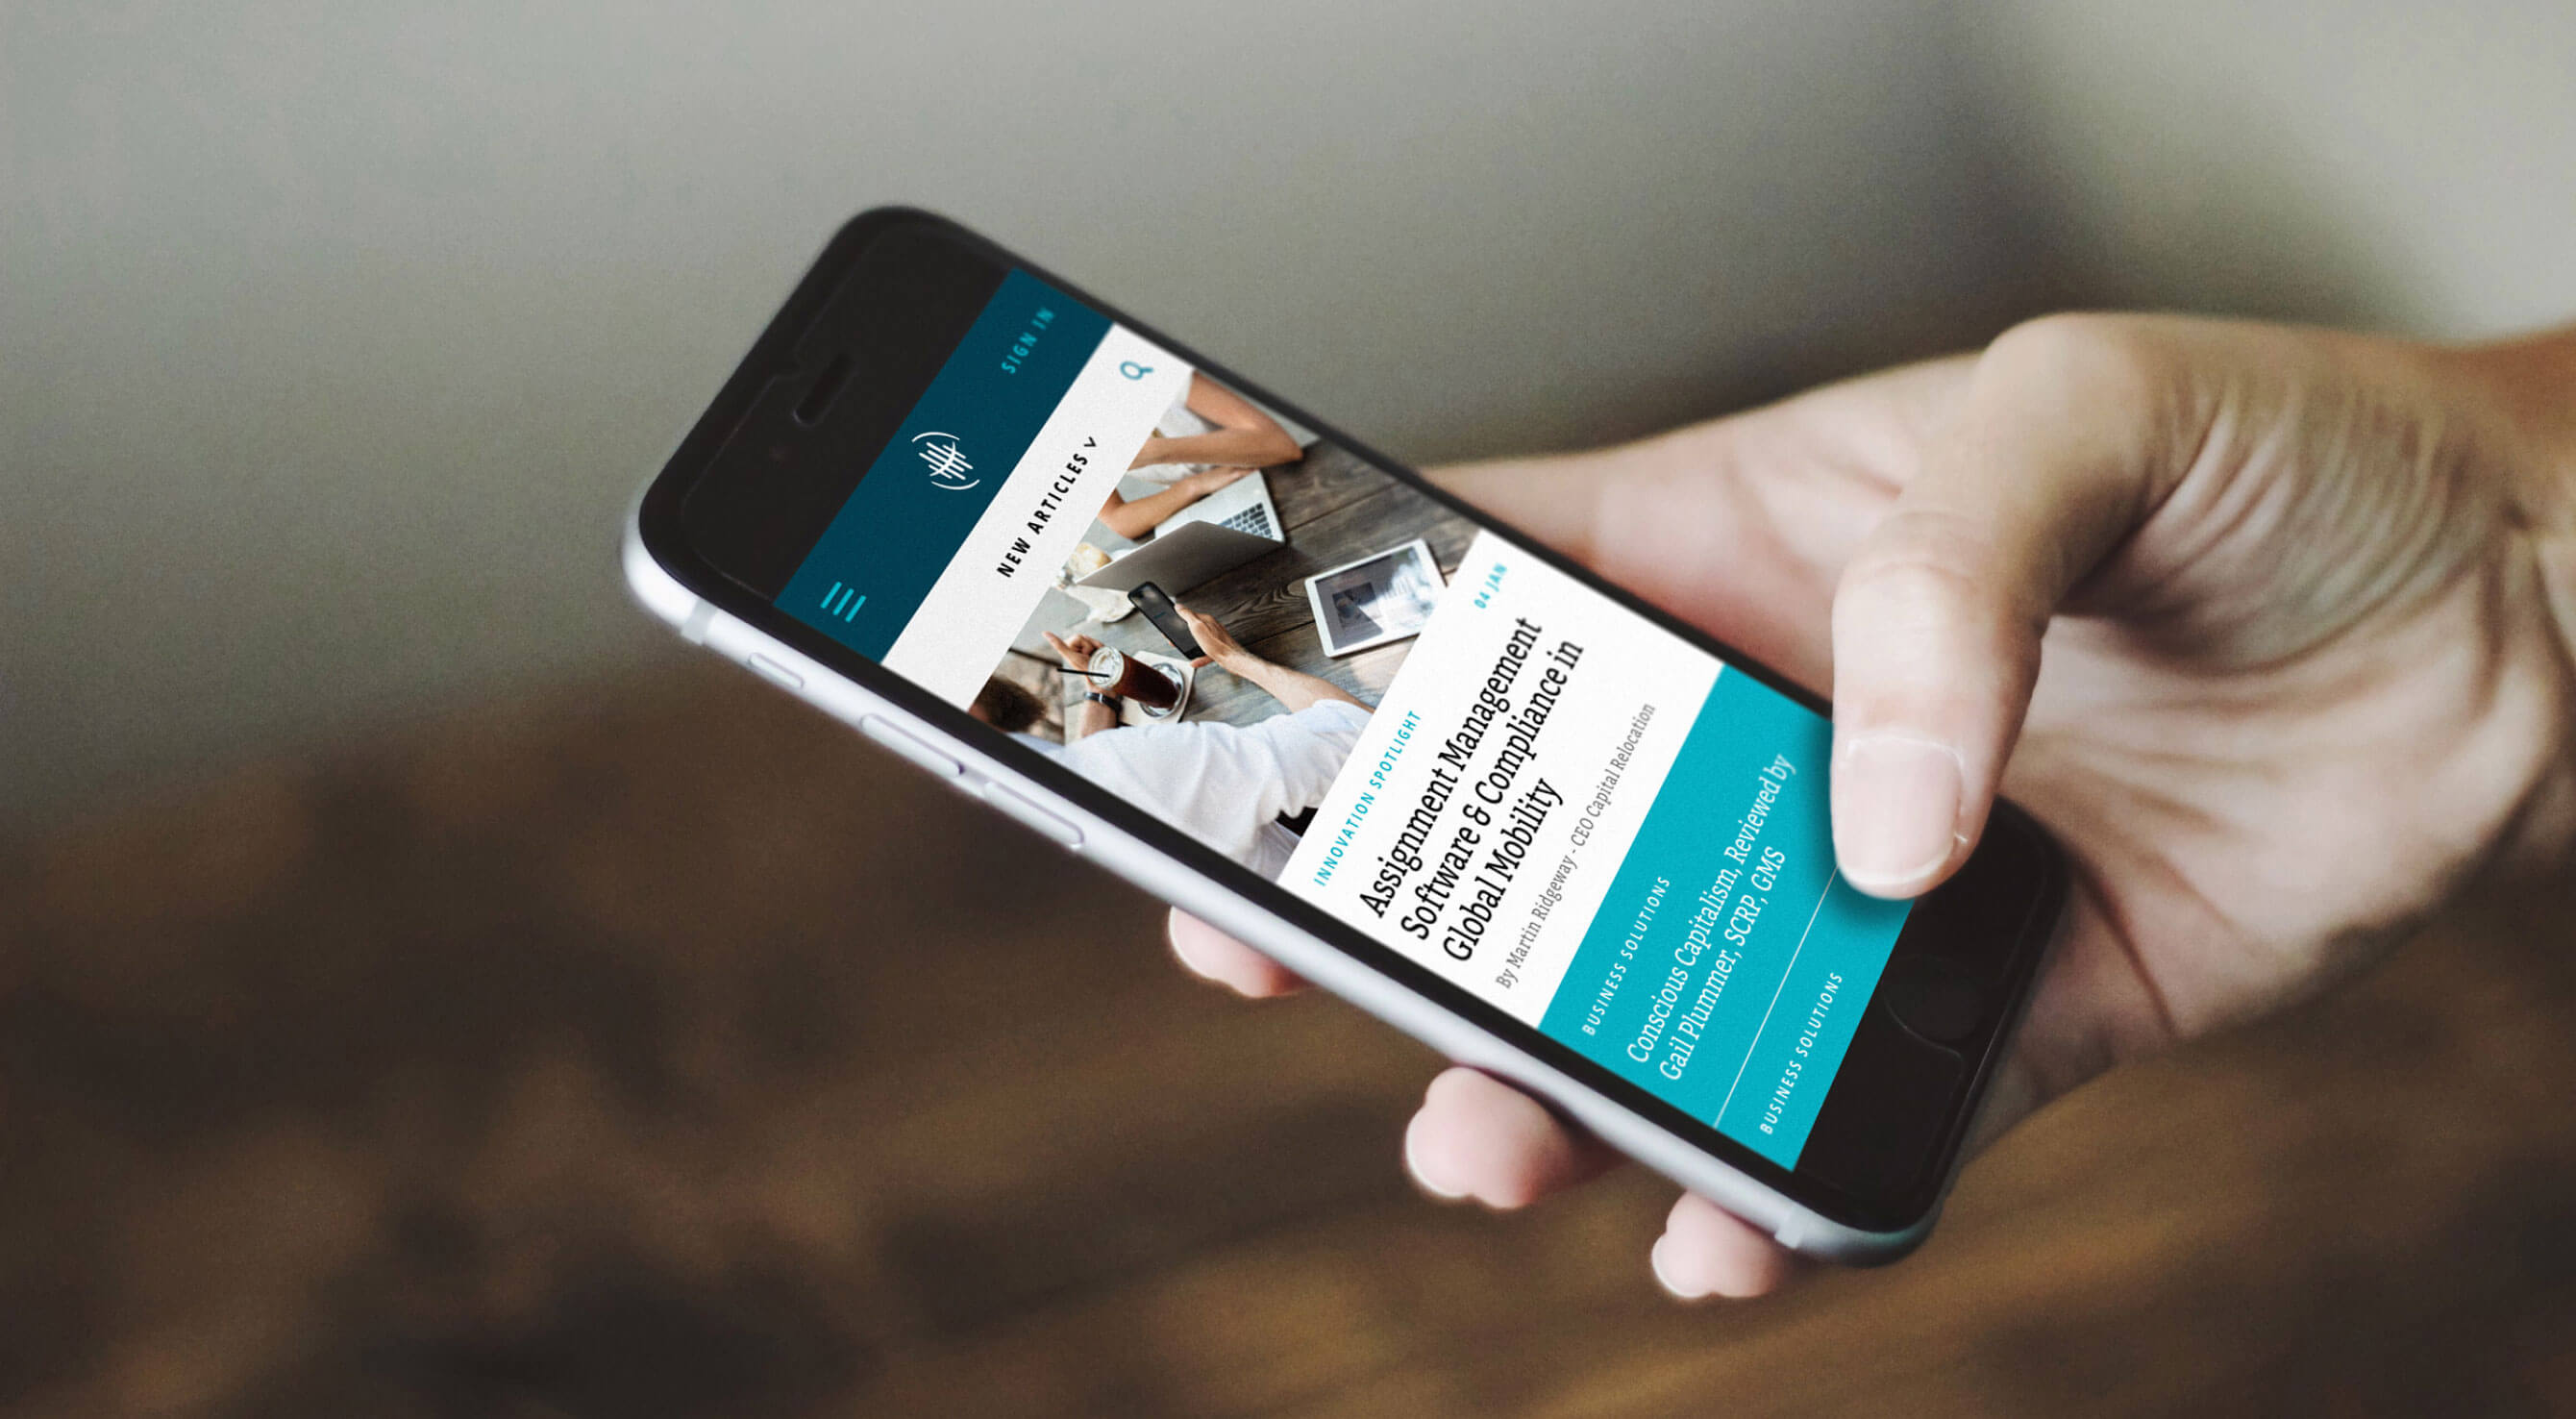 SIGN IN
NEW ARTICLES
INNOVATION SPOTLIGHT
04 JAN
Assignment Management
Software & Compliance in
Global Mobility
By Martin Ridgeway - CEO Capital Relocation
BUSINESS SOLUTIONS
Conscious Capitalism, Reviewed by
Gail Plummer, SCRP, GMS
BUSINESS SOLUTIONS